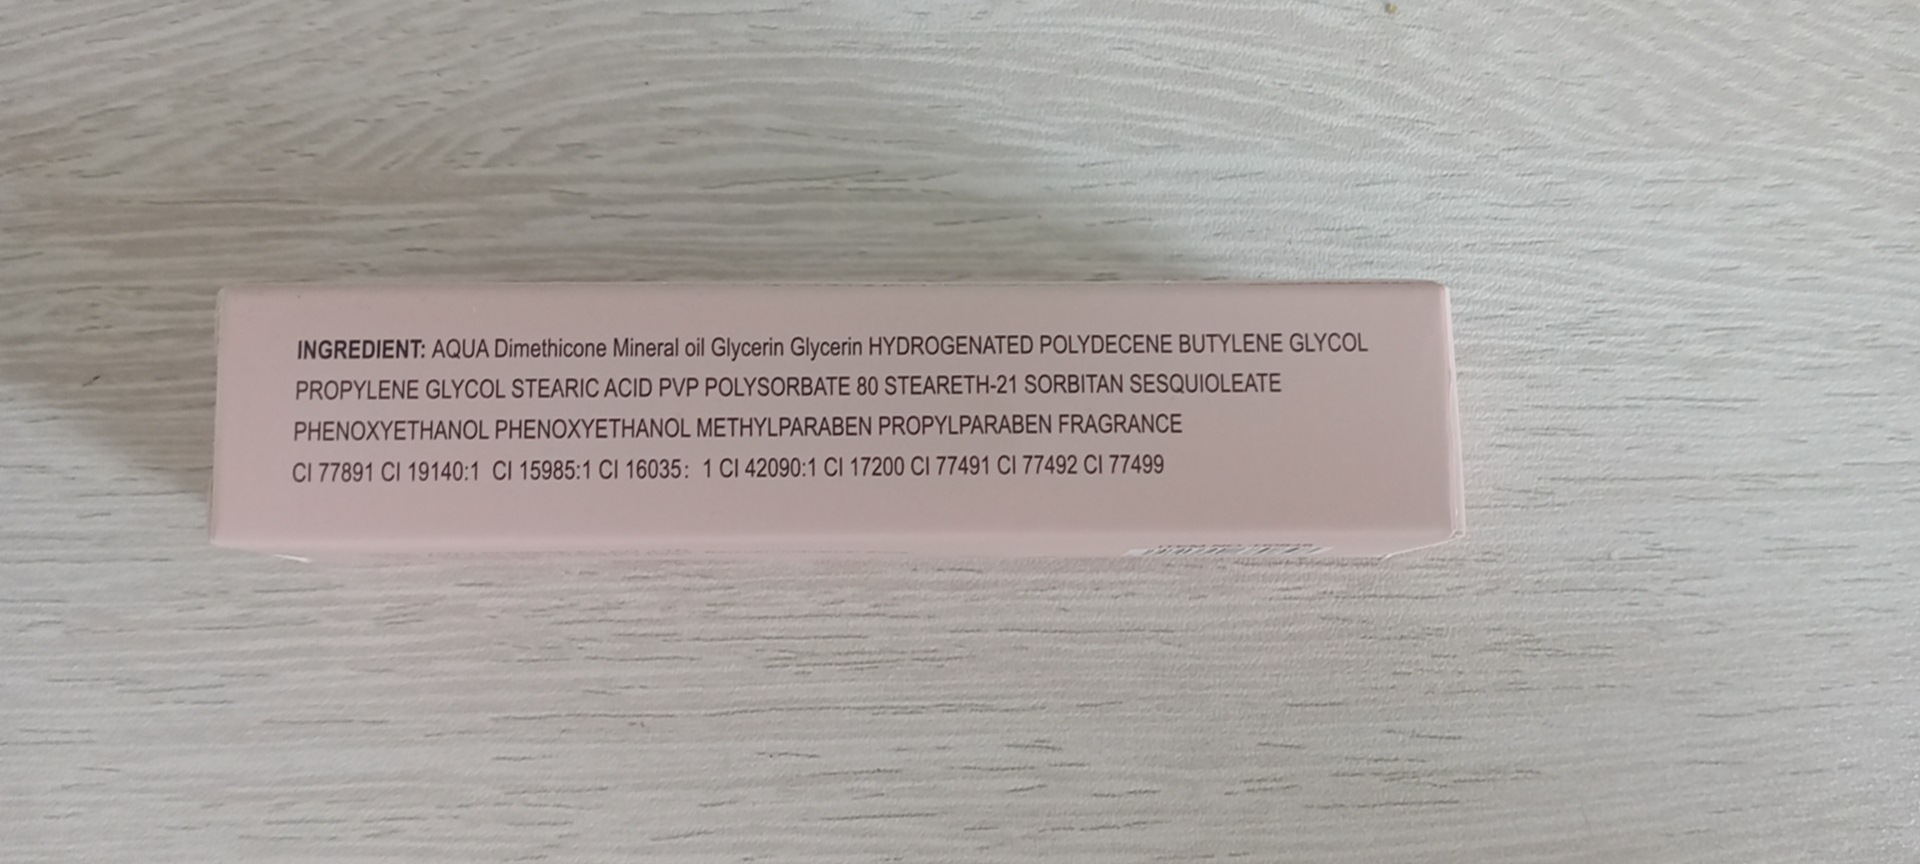 INGREDIENT: AQUA Dimethicone Mineral oil Glycerin Glycerin HYDROGENATED POLYDECENE BUTYLENE GLYCOL
PROPYLENE GLYCOL STEARIC ACID PVP POLYSORBATE 80 STEARETH-21 SORBITAN SESQUIOLEATE
PHENOXYETHANOL PHENOXYETHANOL METHYLPARABEN PROPYLPARABEN FRAGRANCE
CI 77891 CI 19140:1 CI 15985:1 CI 16035: 1 CI 42090:1 CI 17200 CI 77491 CI 77492 CI 77499